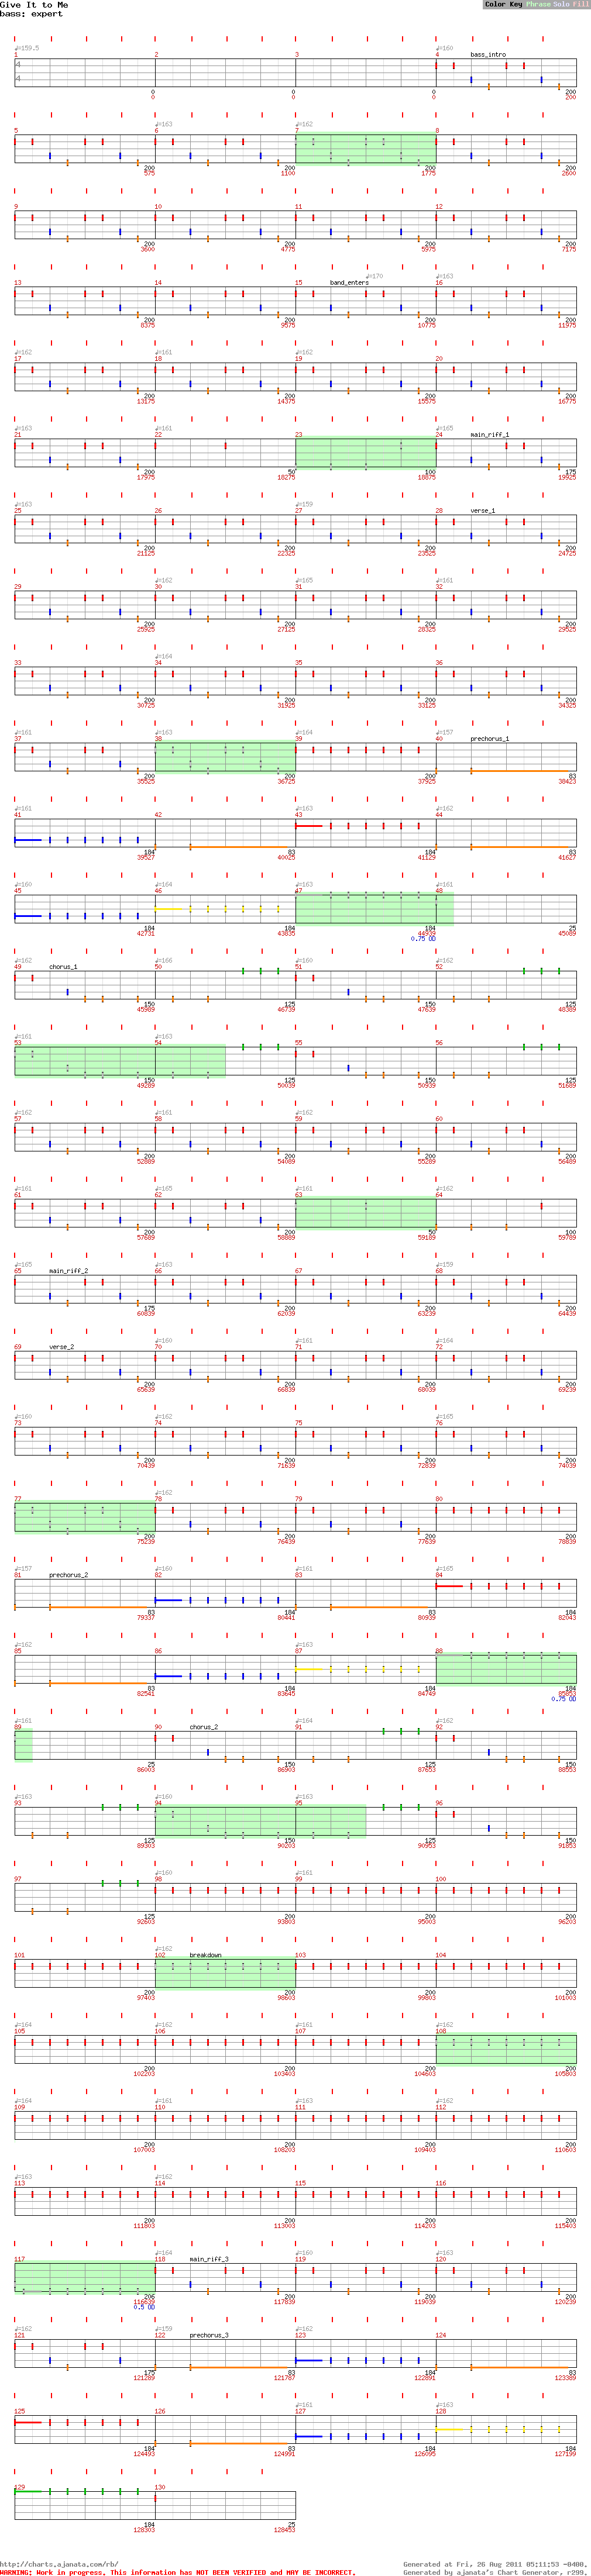 Give It to Me
bass: expert
Color Key Phrase Solo Fill
♩=159.5 ♩=160
1 2 3 4 bass_intro
4
4
0 0 0 200
0 0 0 200
♩=163 ♩=162
5 6 7 8
200 200 200 200
575 1100 1775 2600
9 10 11 12
200 200 200 200
3600 4775 5975 7175
♩=170 ♩=163
13 14 15 band_enters 16
200 200 200 200
8375 9575 10775 11975
♩=162 ♩=161 ♩=162
17 18 19 20
200 200 200 200
13175 14375 15575 16775
♩=163 ♩=161 ♩=165
21 22 23 24 main_riff_1
200 50 100 175
17975 18275 18875 19925
♩=163 ♩=159
25 26 27 28 verse_1
200 200 200 200
21125 22325 23525 24725
♩=162 ♩=165 ♩=161
29 30 31 32
200 200 200 200
25925 27125 28325 29525
♩=164
33 34 35 36
200 200 200 200
30725 31925 33125 34325
♩=161 ♩=163 ♩=164 ♩=157
37 38 39 40 prechorus_1
200 200 200 83
35525 36725 37925 38423
♩=161 ♩=163 ♩=162
41 42 43 44
184 83 184 83
39527 40025 41129 41627
♩=160 ♩=164 ♩=163 ♩=161
45 46 47 48
184 184 184 25
42731 43835 44939 45089
0.75 OD
♩=162 ♩=166 ♩=160 ♩=162
49 chorus_1 50 51 52
150 125 150 125
45989 46739 47639 48389
♩=161 ♩=163
53 54 55 56
150 125 150 125
49289 50039 50939 51689
♩=162 ♩=161 ♩=162
57 58 59 60
200 200 200 200
52889 54089 55289 56489
♩=161 ♩=165 ♩=161 ♩=162
61 62 63 64
200 200 50 100
57689 58889 59189 59789
♩=165 ♩=163 ♩=159
65 main_riff_2 66 67 68
175 200 200 200
60839 62039 63239 64439
♩=160 ♩=161 ♩=164
69 verse_2 70 71 72
200 200 200 200
65639 66839 68039 69239
♩=160 ♩=162 ♩=165
73 74 75 76
200 200 200 200
70439 71639 72839 74039
♩=162
77 78 79 80
200 200 200 200
75239 76439 77639 78839
♩=157 ♩=160 ♩=161 ♩=165
81 prechorus_2 82 83 84
83 184 83 184
79337 80441 80939 82043
♩=162 ♩=163
85 86 87 88
83 184 184 184
82541 83645 84749 85853
0.75 OD
♩=161 ♩=164 ♩=162
89 90 chorus_2 91 92
25 150 125 150
86003 86903 87653 88553
♩=163 ♩=160 ♩=163
93 94 95 96
125 150 125 150
89303 90203 90953 91853
♩=160 ♩=161
97 98 99 100
125 200 200 200
92603 93803 95003 96203
♩=162
101 102 breakdown 103 104
200 200 200 200
97403 98603 99803 101003
♩=164 ♩=162 ♩=161 ♩=162
105 106 107 108
200 200 200 200
102203 103403 104603 105803
♩=164 ♩=161 ♩=163 ♩=162
109 110 111 112
200 200 200 200
107003 108203 109403 110603
♩=163 ♩=162
113 114 115 116
200 200 200 200
111803 113003 114203 115403
♩=164 ♩=160 ♩=163
117 118 main_riff_3 119 120
206 200 200 200
116639 117839 119039 120239
0.5 OD
♩=162 ♩=159 ♩=162
121 122 prechorus_3 123 124
175 83 184 83
121289 121787 122891 123389
♩=161 ♩=163
125 126 127 128
184 83 184 184
124493 124991 126095 127199
129 130
184 25
128303 128453
http://charts.ajanata.com/rb/ Generated at Fri, 26 Aug 2011 05:11:53 -0400.
WARNING: Work in progress. This information has NOT BEEN VERIFIED and MAY BE INCORRECT. Generated by ajanata's Chart Generator, r299.